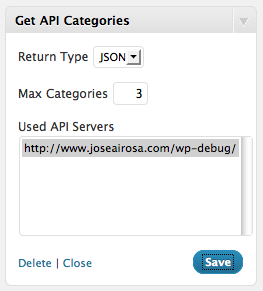 Get API Categories
Return Type JSON
Max Categories 3
Used API Servers
http://www.joseairosa.com/wp-debug/
Delete | Close Save